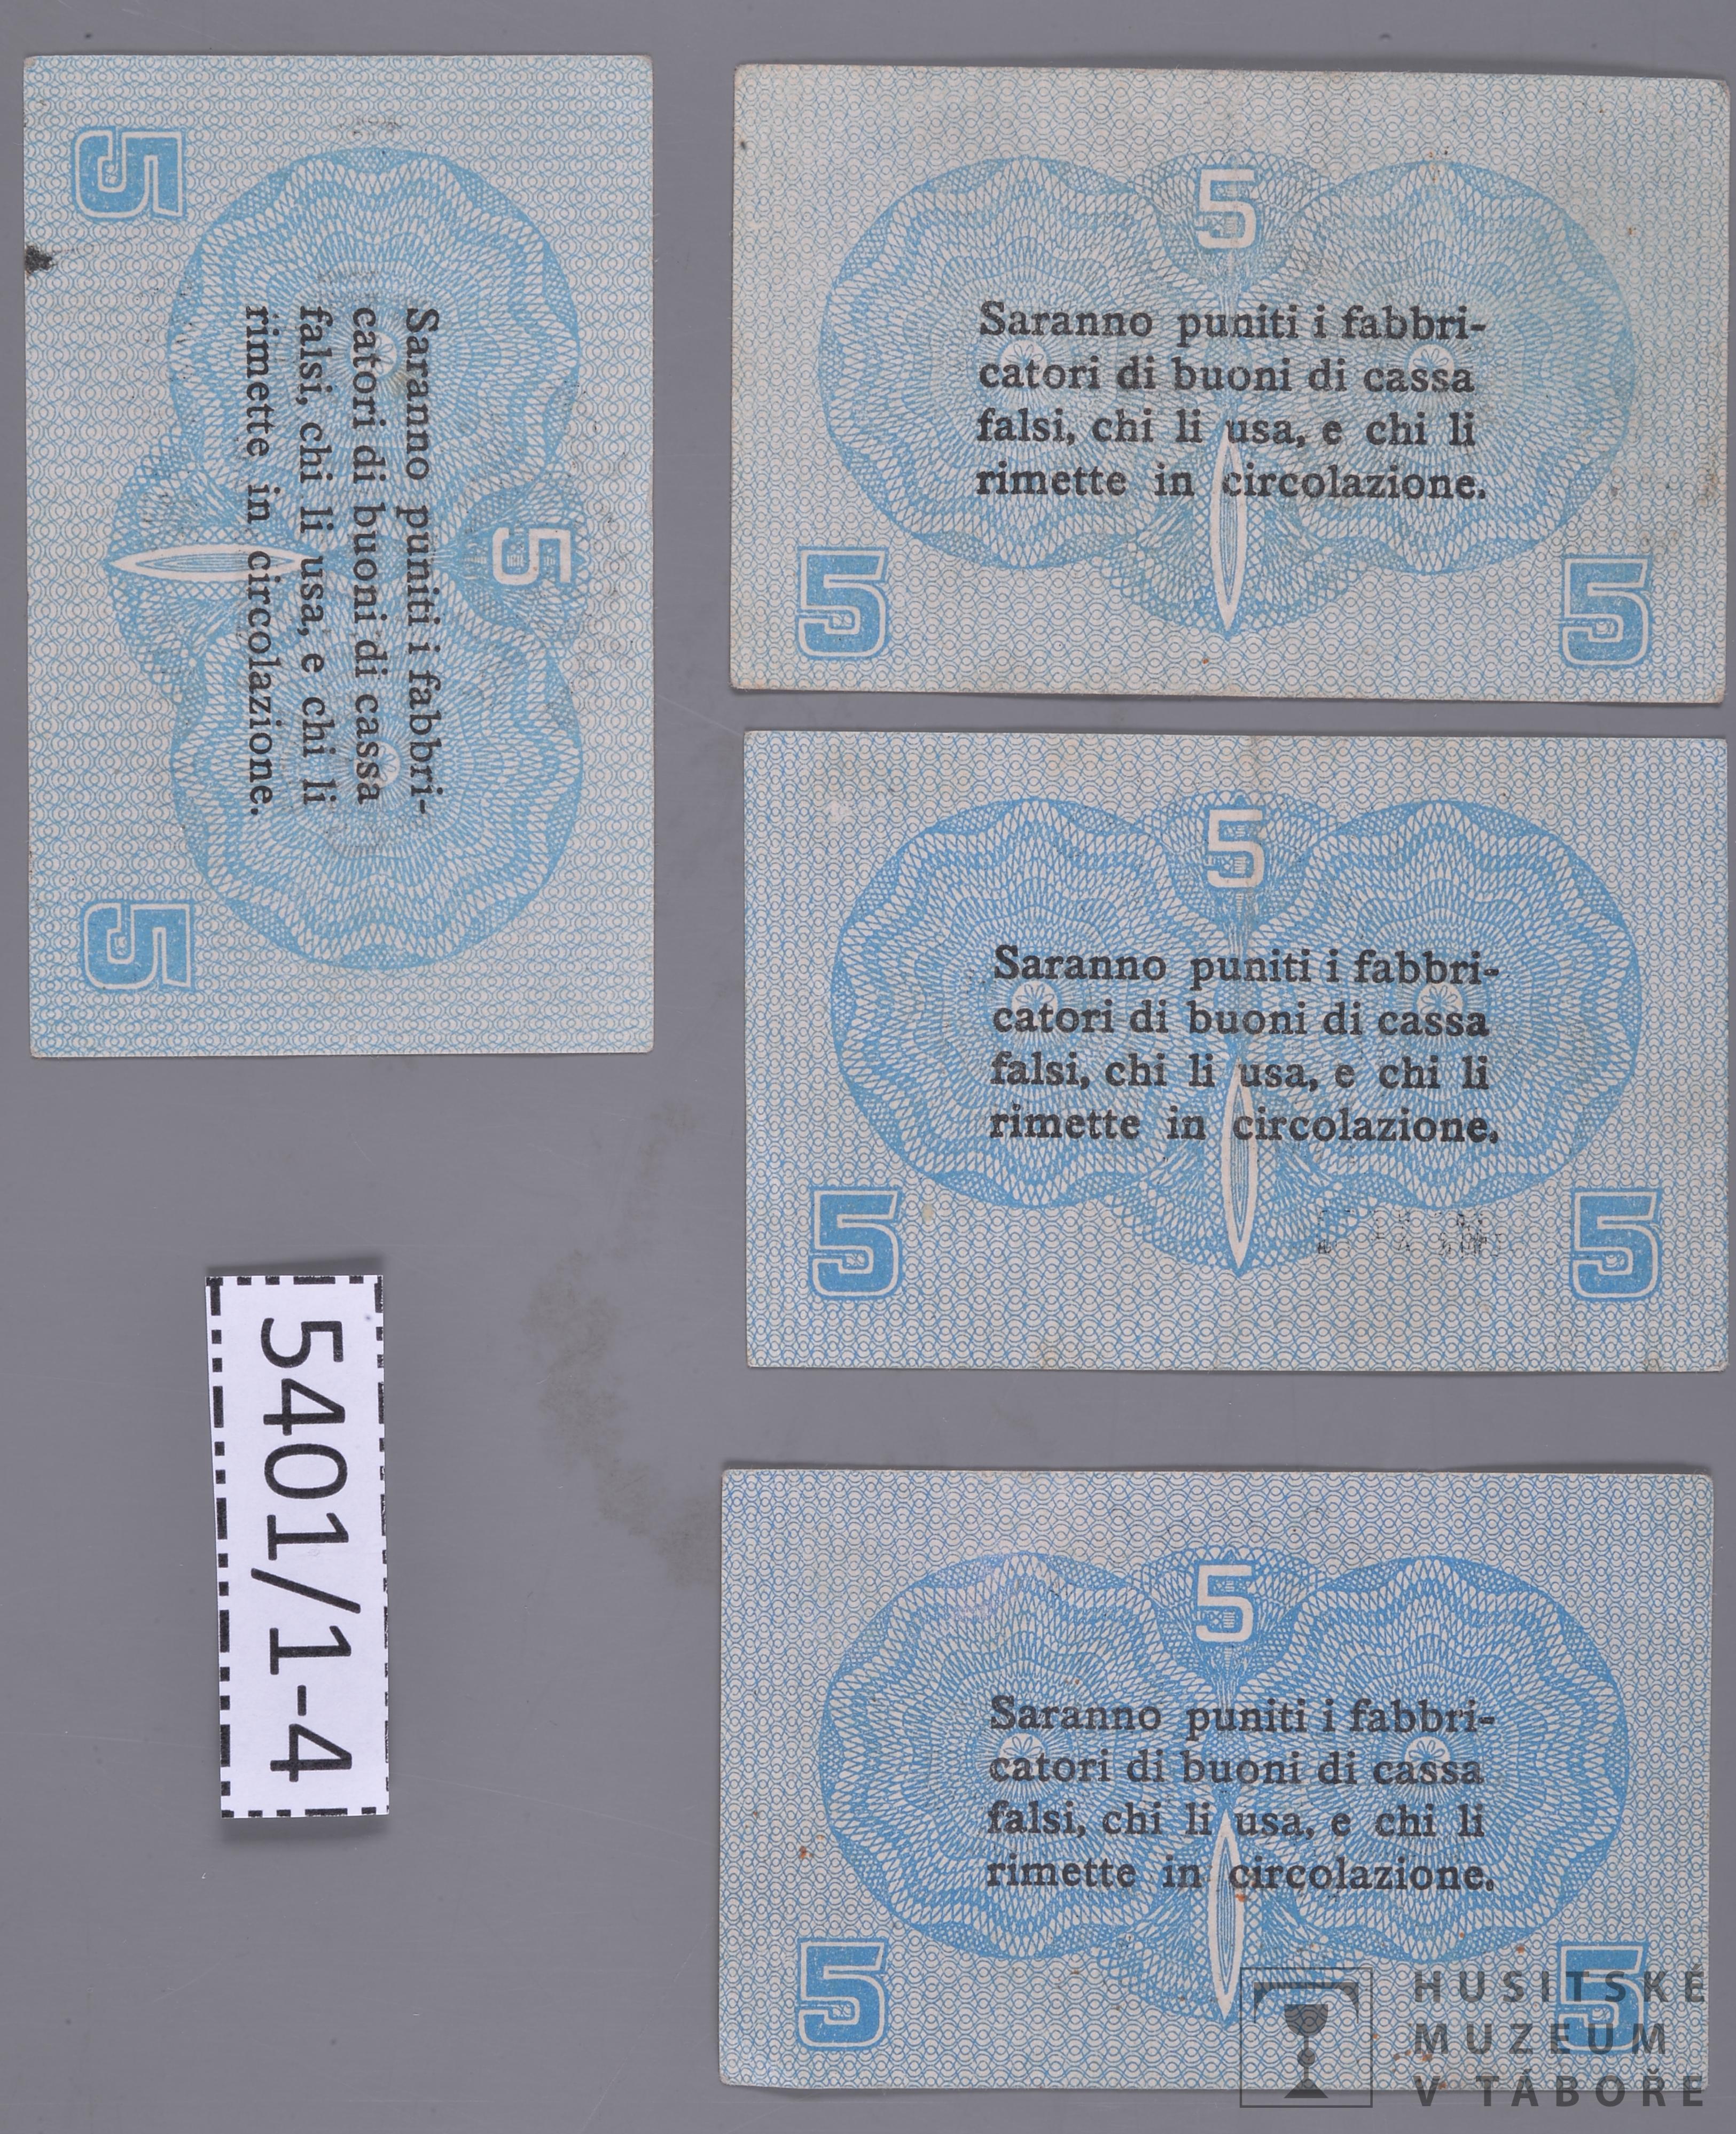 5
Saranno puniti i fabbri-
catori di buoni di cassa
falsi, chi li usa, e chi li
rimette in circolazione.
5
5
5
Saranno puniti i fabbri-
catori di buoni di cassa
falsi, chi li usa, e chi li
rimette in circolazione.
5
5
5
Saranno puniti i fabbri-
catori di buoni di cassa
falsi, chi li usa, e chi li
rimette in circolazione.
5
5
5401/1-4
5
Saranno puniti i fabbri-
catori di buoni di cassa
falsi, chi li usa, e chi li
rimette in circolazione.
5
5
HUSITSKÉ
MUZEUM
V TÁBOŘE